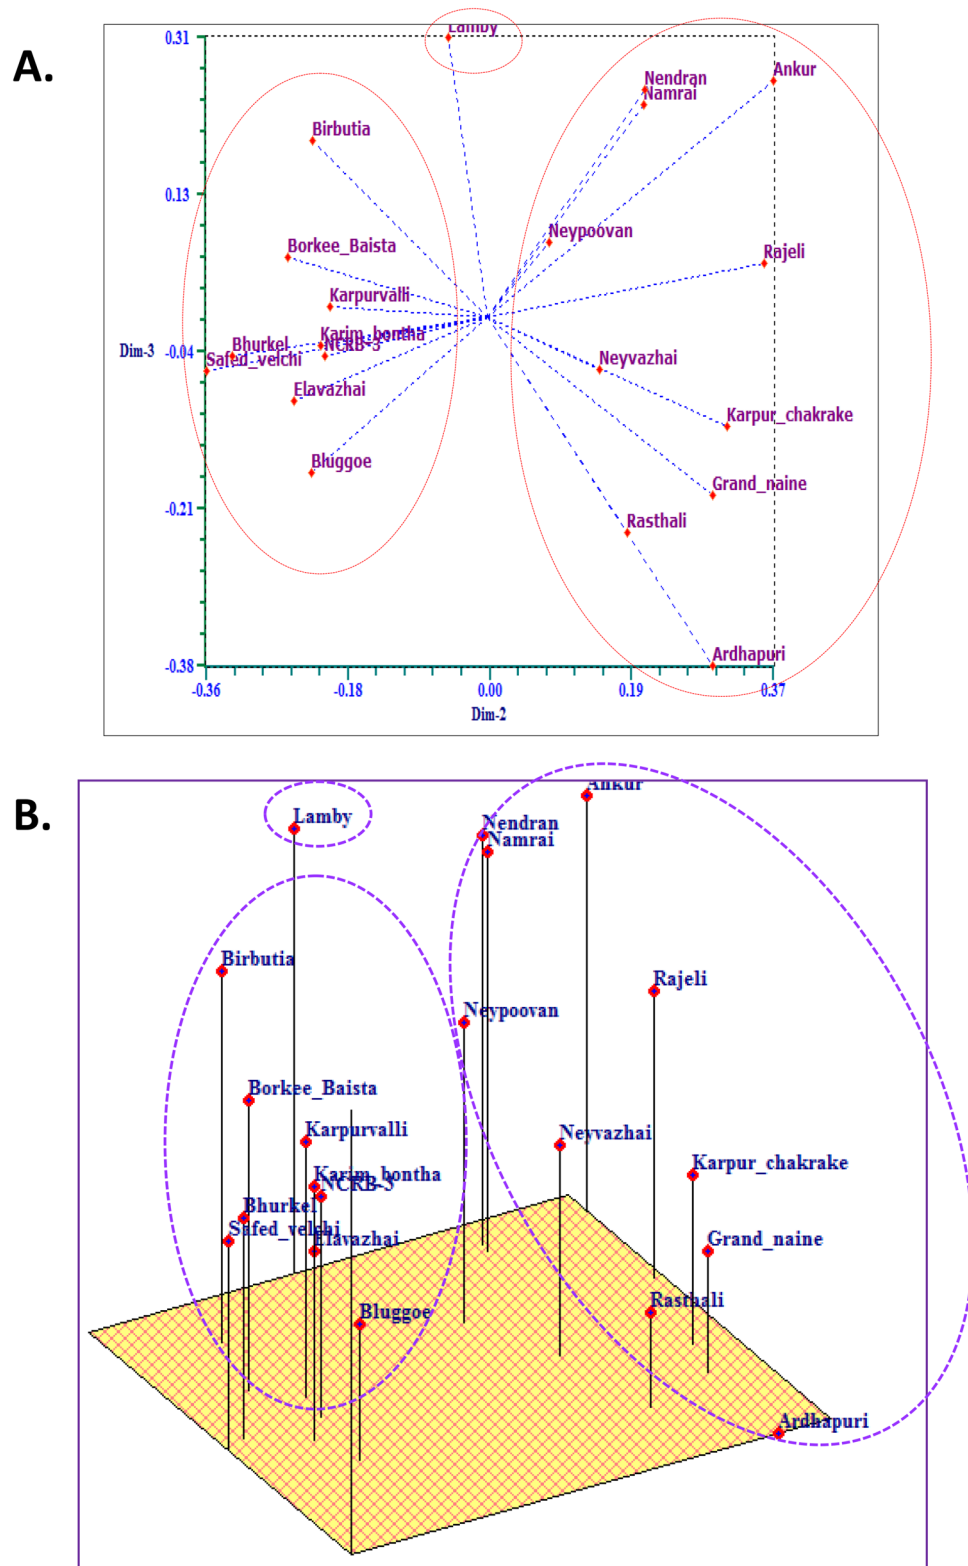 A.
Lamby
0.31
Ankur
Nendran
Namrai
Birbutia
0.13
Neypoovan
Borkee_Baista
Rajeli
Karpurvalli
Karim_bontha
NCRB-3
Bhurkel
Dim-3
-0.04
Safed_velchi
Neyvazhai
Elavazhai
Karpur_chakrake
Bluggoe
Grand_naine
-0.21
Rasthali
Ardhapuri
-0.38
-0.36
-0.18
0.00
0.19
0.37
Dim-2
B.
Ankur
Lamby
Nendran
Namrai
Birbutia
Rajeli
Neypoovan
Borkee_Baista
Karpurvalli
Neyvazhai
Karpur_chakrake
Karim_bontha
NCRB-3
Bhurkel
Safed_velchi
Elavazhai
Grand_naine
Rasthali
Bluggoe
Ardhapuri